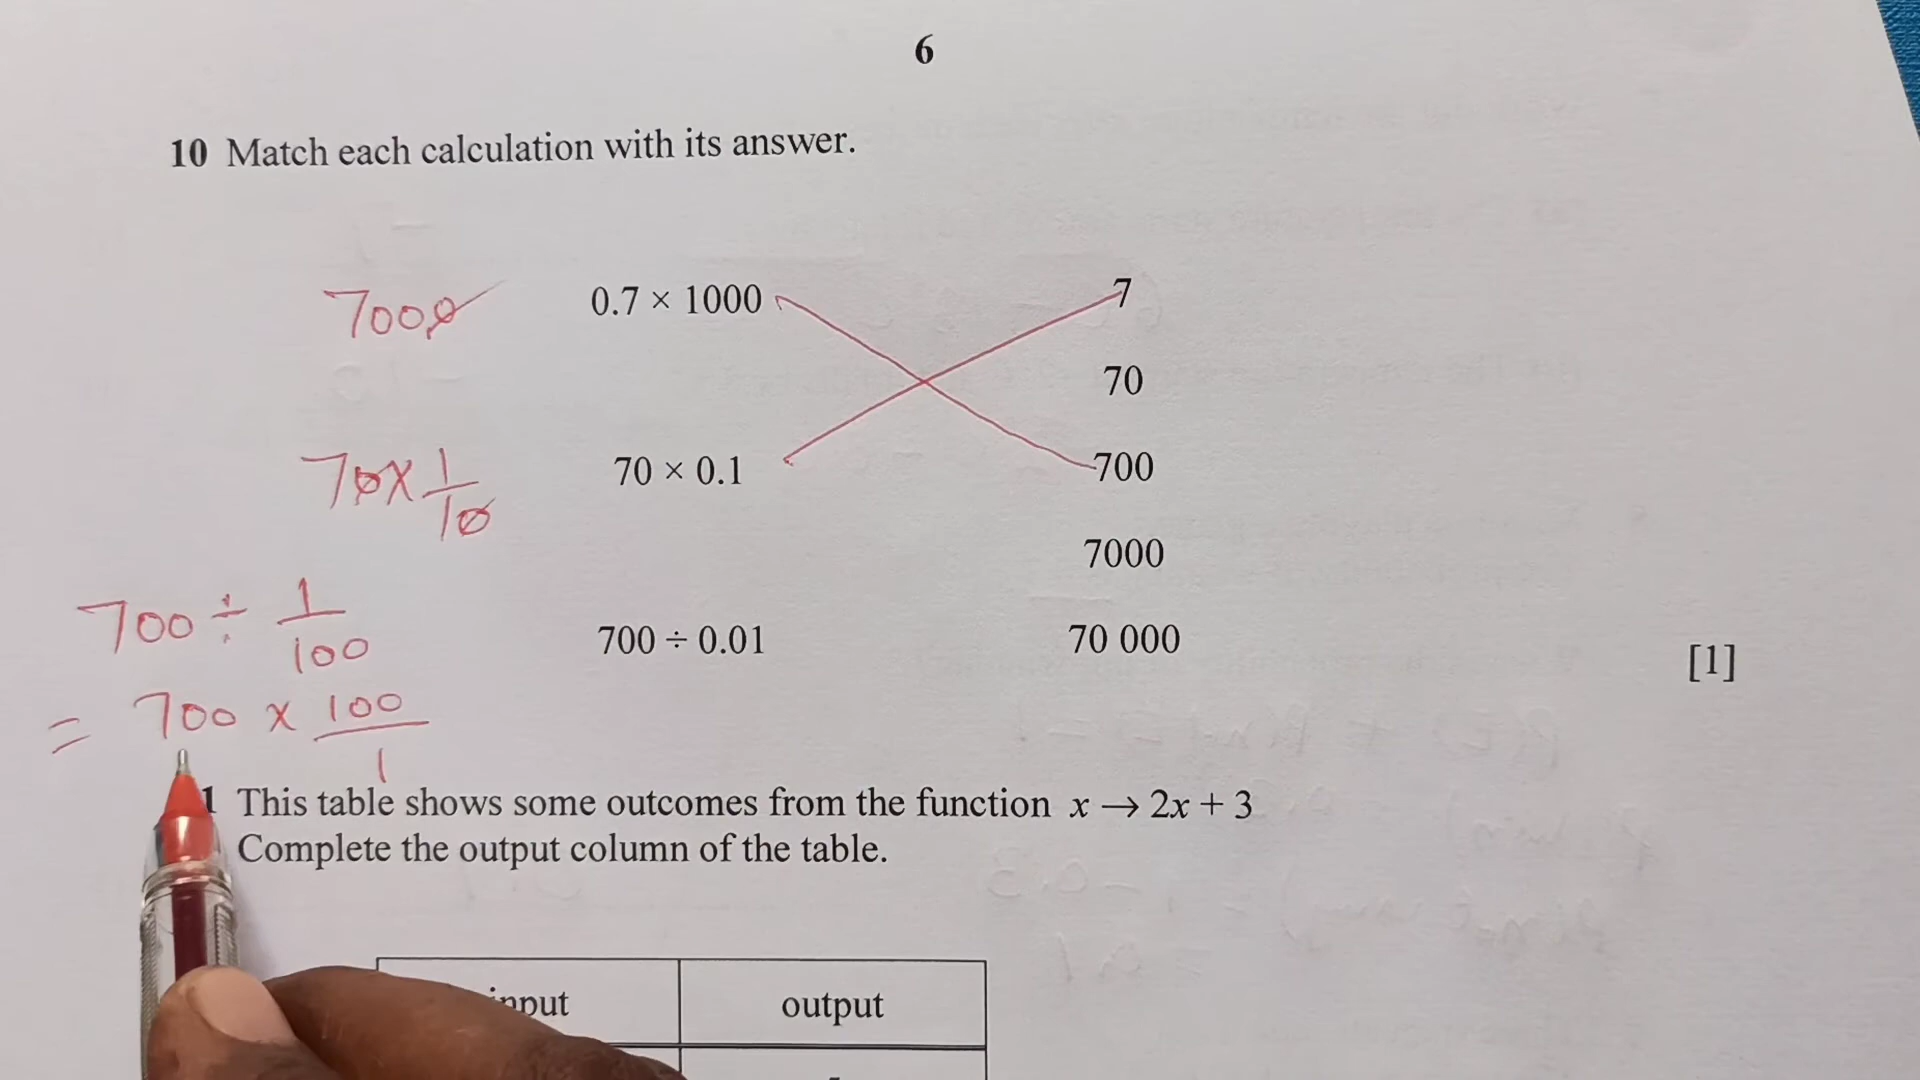 6
10 Match each calculation with its answer.
7000 0.7 × 1000 7
70
70 × 1/10 70 × 0.1 700
7000
700 ÷ 1/100 700 ÷ 0.01 70 000
[1]
= 700 × 100/1
1 This table shows some outcomes from the function x → 2x + 3
Complete the output column of the table.
input output